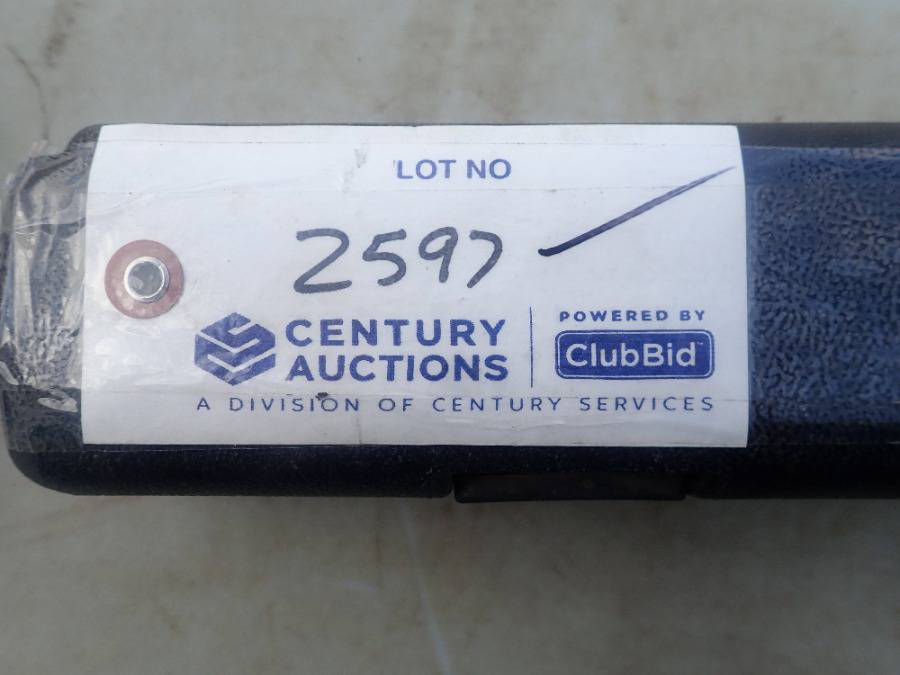 LOT NO
2597
CENTURY
AUCTIONS
POWERED BY
ClubBid
A DIVISION OF CENTURY SERVICES